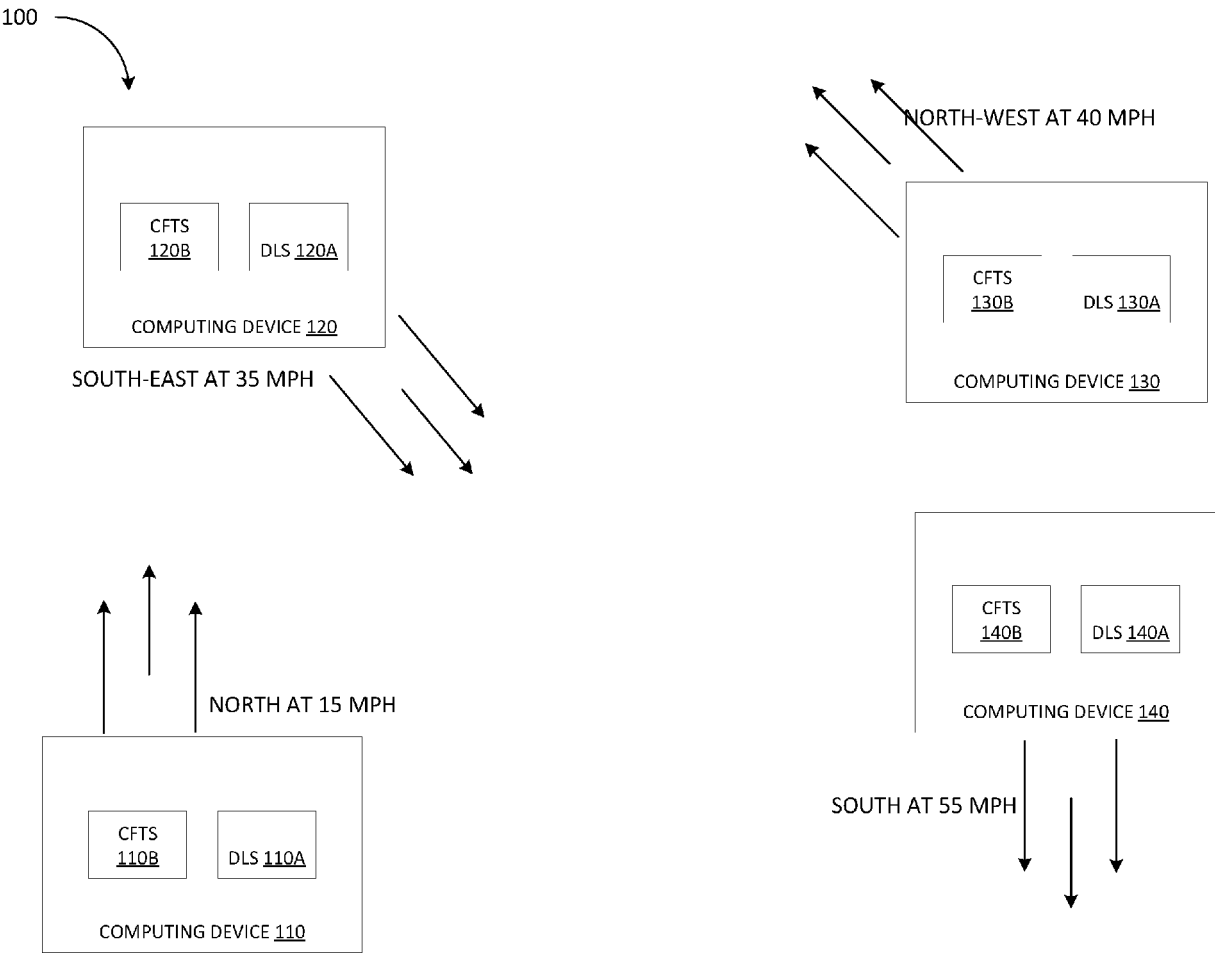 100
CFTS
120B
DLS 120A
COMPUTING DEVICE 120
SOUTH-EAST AT 35 MPH
NORTH-WEST AT 40 MPH
CFTS
130B
DLS 130A
COMPUTING DEVICE 130
NORTH AT 15 MPH
CFTS
110B
DLS 110A
COMPUTING DEVICE 110
CFTS
140B
DLS 140A
COMPUTING DEVICE 140
SOUTH AT 55 MPH